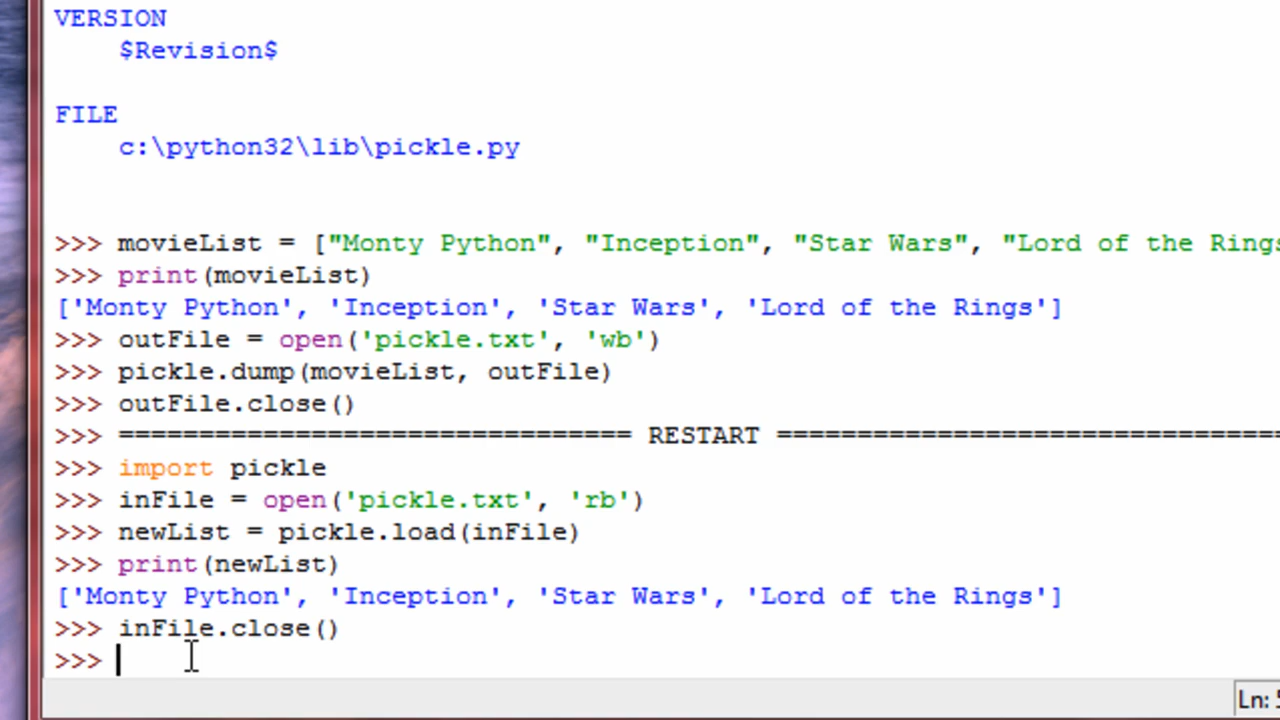 VERSION
$Revision$
FILE
c:\python32\lib\pickle.py
>>> movieList = ["Monty Python", "Inception", "Star Wars", "Lord of the Rings
>>> print(movieList)
['Monty Python', 'Inception', 'Star Wars', 'Lord of the Rings']
>>> outFile = open('pickle.txt', 'wb')
>>> pickle.dump(movieList, outFile)
>>> outFile.close()
>>> ================================ RESTART ================================
>>> import pickle
>>> inFile = open('pickle.txt', 'rb')
>>> newList = pickle.load(inFile)
>>> print(newList)
['Monty Python', 'Inception', 'Star Wars', 'Lord of the Rings']
>>> inFile.close()
>>>
Ln: